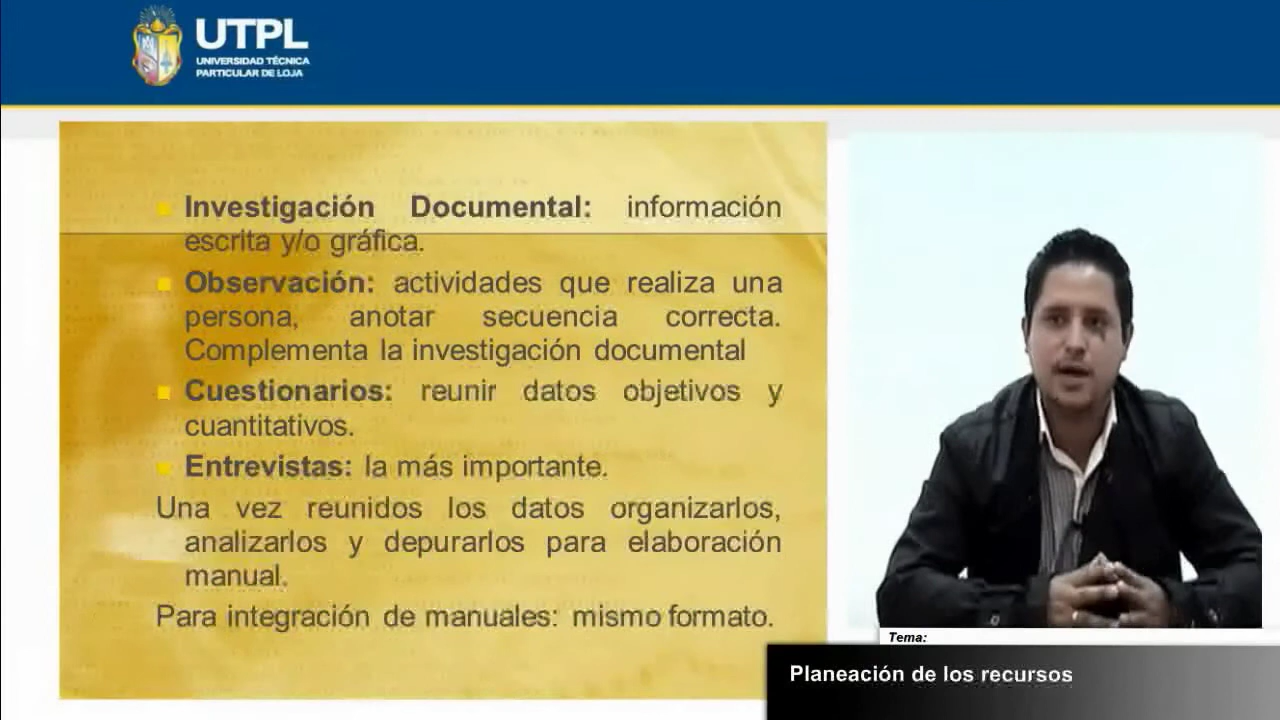 UTPL
UNIVERSIDAD TÉCNICA
PARTICULAR DE LOJA
Investigación Documental: información
escrita y/o gráfica.
Observación: actividades que realiza una
persona, anotar secuencia correcta.
Complementa la investigación documental
Cuestionarios: reunir datos objetivos y
cuantitativos.
Entrevistas: la más importante.
Una vez reunidos los datos organizarlos,
analizarlos y depurarlos para elaboración
manual.
Para integración de manuales: mismo formato.
Tema:
Planeación de los recursos